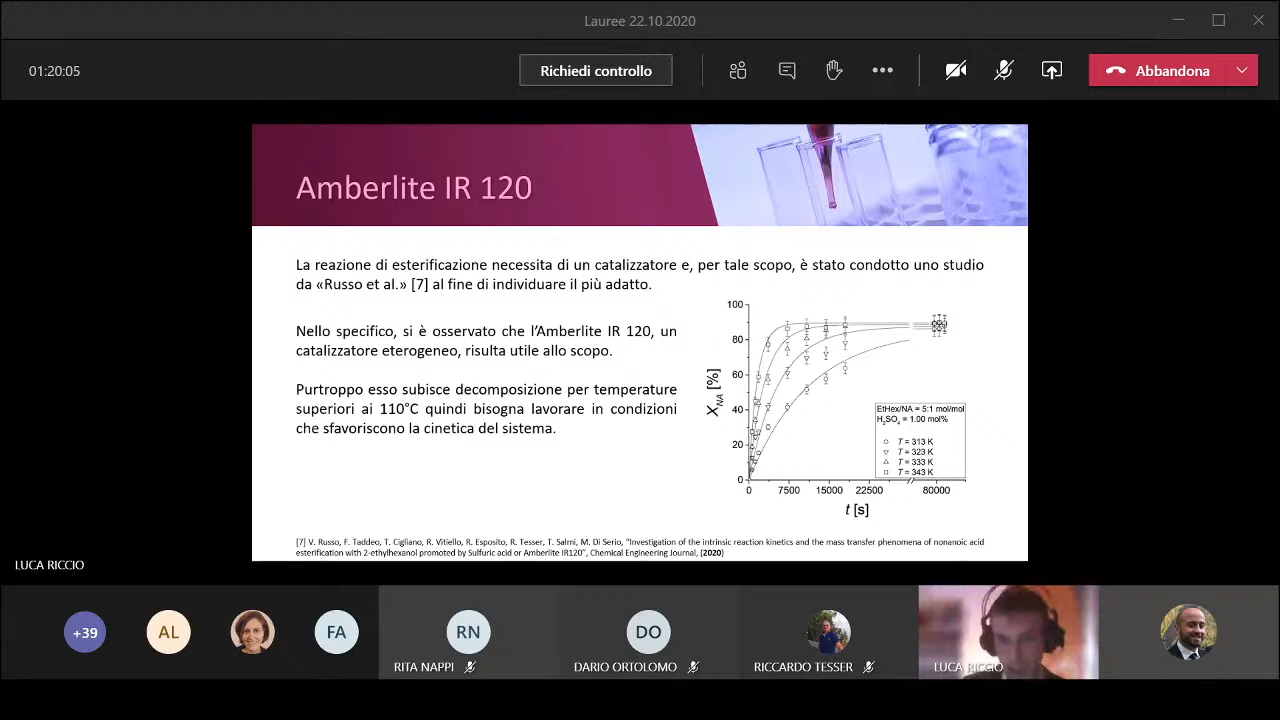 Lauree 22.10.2020
01:20:05
Richiedi controllo
Abbandona
Amberlite IR 120
La reazione di esterificazione necessita di un catalizzatore e, per tale scopo, è stato condotto uno studio
da «Russo et al.» [7] al fine di individuare il più adatto.
Nello specifico, si è osservato che l’Amberlite IR 120, un
catalizzatore eterogeneo, risulta utile allo scopo.
Purtroppo esso subisce decomposizione per temperature
superiori ai 110°C quindi bisogna lavorare in condizioni
che sfavoriscono la cinetica del sistema.
100
80
60
40
20
0
X_NA [%]
EtHex/NA = 5:1 mol/mol
H₂SO₄ = 1.00 mol%
T = 313 K
T = 323 K
T = 333 K
T = 343 K
0 7500 15000 22500 80000
t [s]
[7] V. Russo, F. Taddeo, T. Cigliano, R. Vitiello, R. Esposito, R. Tesser, T. Salmi, M. Di Serio, “Investigation of the intrinsic reaction kinetics and the mass transfer phenomena of nonanoic acid
esterification with 2-ethylhexanol promoted by Sulfuric acid or Amberlite IR120”, Chemical Engineering Journal, (2020)
LUCA RICCIO
+39 AL FA RN DO
RITA NAPPI DARIO ORTOLOMO RICCARDO TESSER LUCA RICCIO